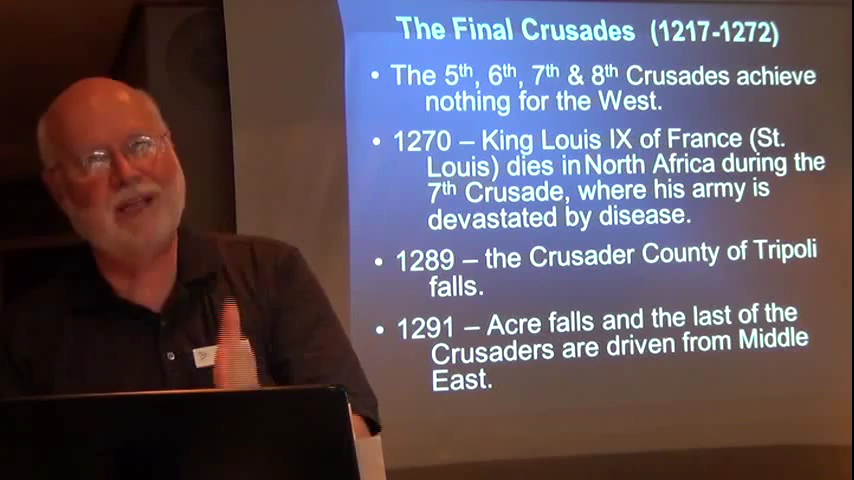 The Final Crusades (1217-1272)
• The 5th, 6th, 7th & 8th Crusades achieve
nothing for the West.
• 1270 – King Louis IX of France (St.
Louis) dies in North Africa during the
7th Crusade, where his army is
devastated by disease.
• 1289 – the Crusader County of Tripoli
falls.
• 1291 – Acre falls and the last of the
Crusaders are driven from Middle
East.